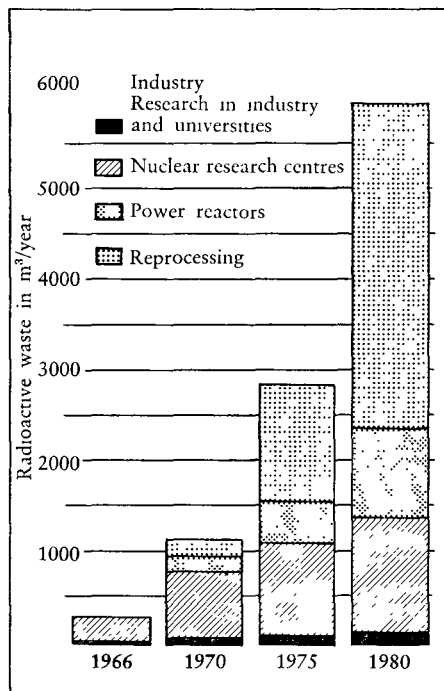 6000
Industry
Research in industry
and universities
Nuclear research centres
5000
Power reactors
Reprocessing
4000
3000
2000
1000
Radioactive waste in m³/year
1966 1970 1975 1980